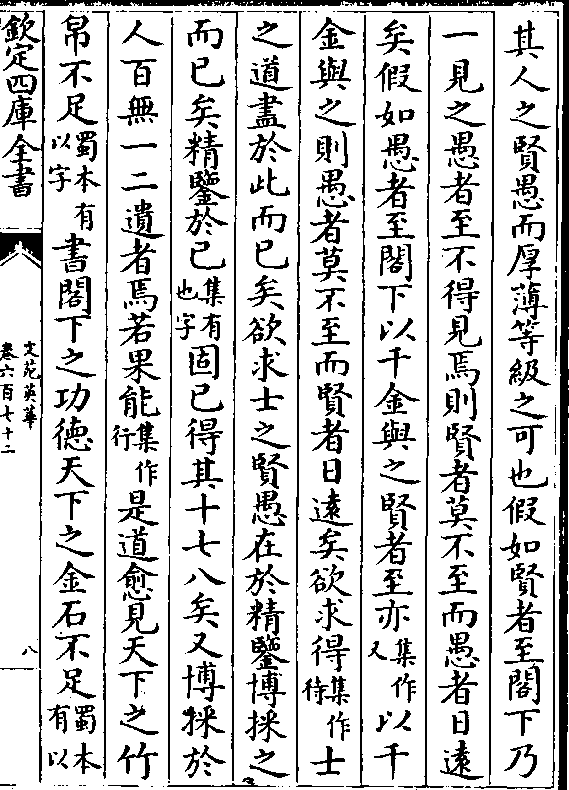 其人之賢愚而厚薄等級之可也假如賢者至閣下乃
一見之愚者至不得見焉則賢者莫不至而愚者日遠
矣假如愚者至閣下以千金與之賢者至亦集作又以千
金與之則愚者莫不至而賢者日遠矣欲求得集作待士
之道盡於此而已矣欲求士之賢愚在於精鑒博採之
而已矣精鑒於已集有也字固已得其十七八矣又博採於
人百無一二遺者焉若果能集作行是道愈見天下之竹
帛不足蜀本有以字書閣下之功德天下之金石不足蜀本有以
欽定四庫全書
文苑英華
卷六百七十二
八